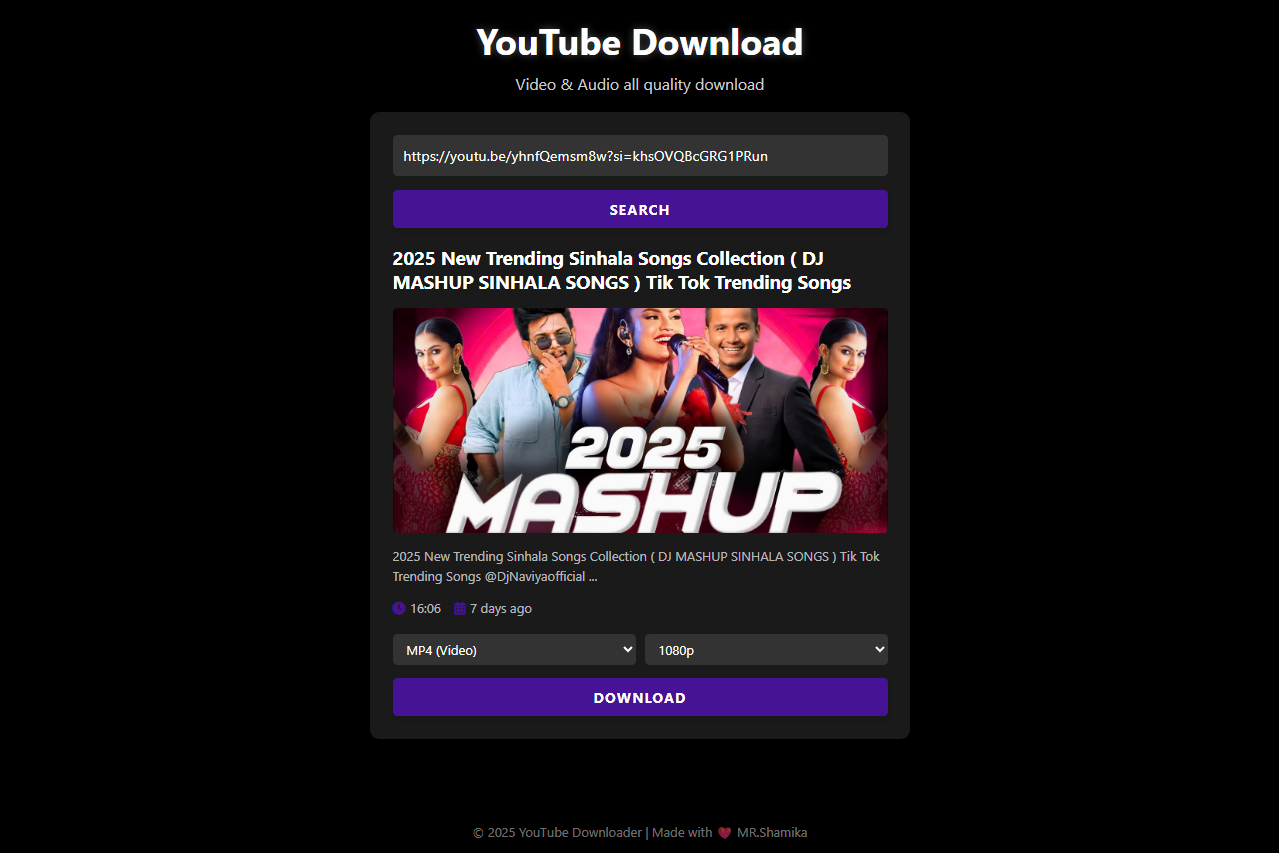 YouTube Download
Video & Audio all quality download
https://youtu.be/yhnfQemsm8w?si=khsOVQBcGRG1PRun
SEARCH
2025 New Trending Sinhala Songs Collection ( DJ
MASHUP SINHALA SONGS ) Tik Tok Trending Songs
2025
MASHUP
2025 New Trending Sinhala Songs Collection ( DJ MASHUP SINHALA SONGS ) Tik Tok
Trending Songs @DjNaviyaofficial ...
16:06 7 days ago
MP4 (Video) 1080p
DOWNLOAD
© 2025 YouTube Downloader | Made with 💔 MR.Shamika